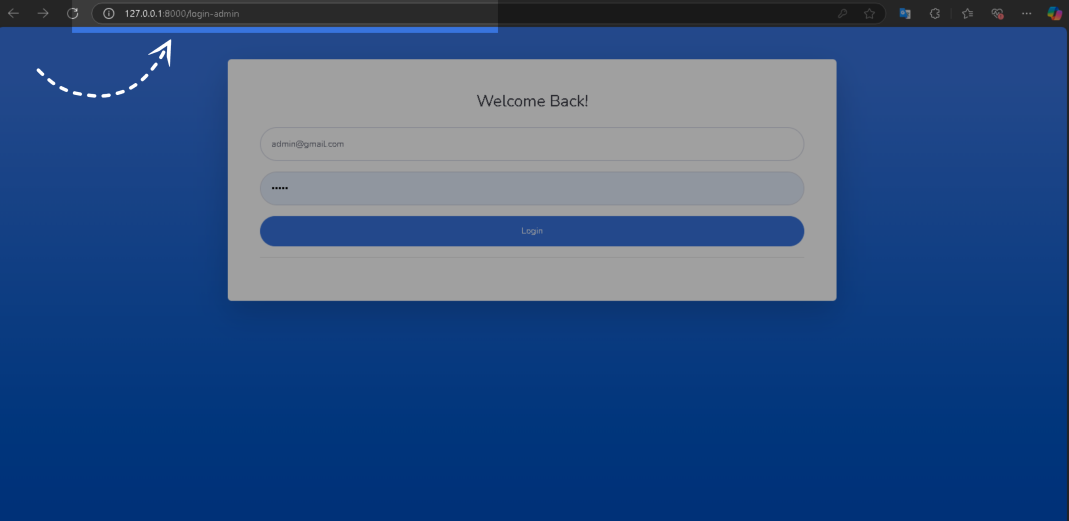 127.0.0.1:8000/login-admin
Welcome Back!
admin@gmail.com
•••••
Login